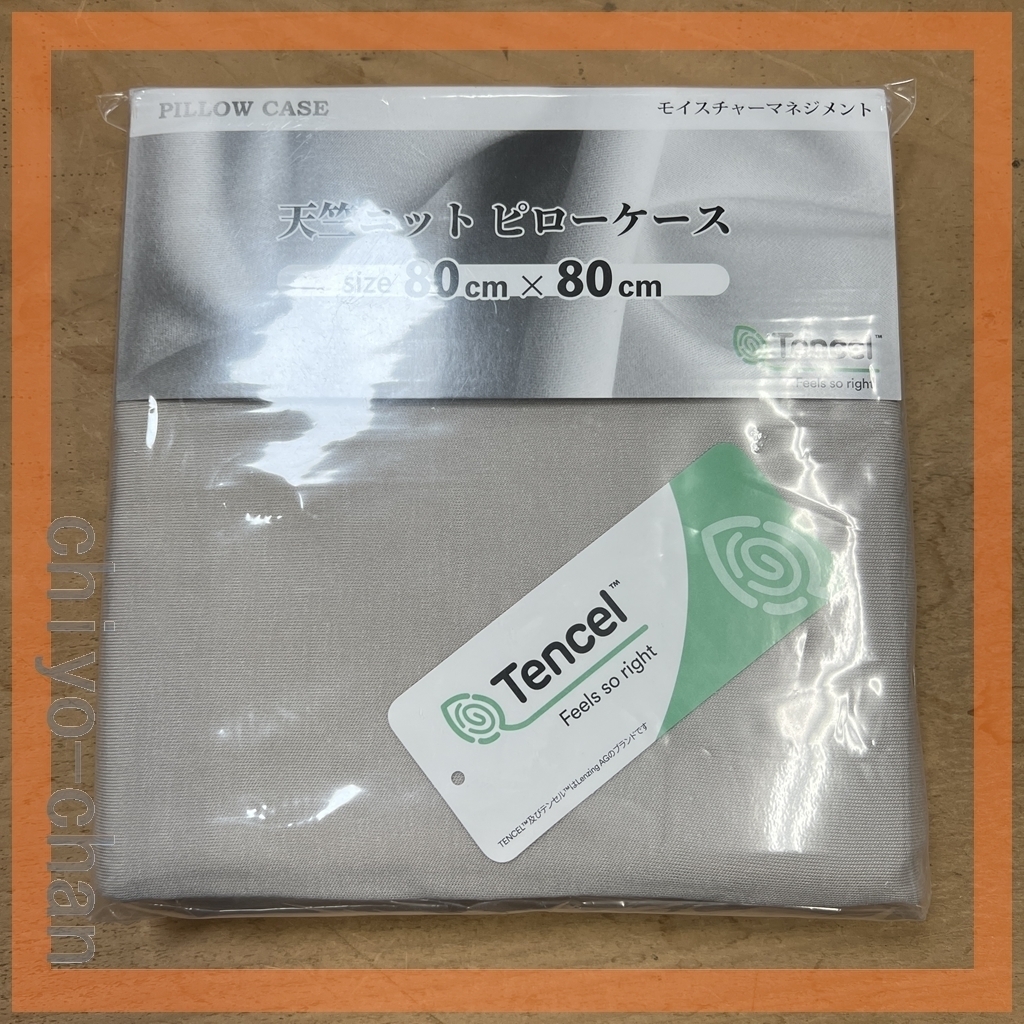 PILLOW CASE
モイスチャーマネジメント
天竺ニット ピローケース
size 80cm × 80cm
Tencel™
Feels so right
Tencel™
Feels so right
TENCEL™及びテンセル™はLenzing AGのブランドです
chiyo-chan